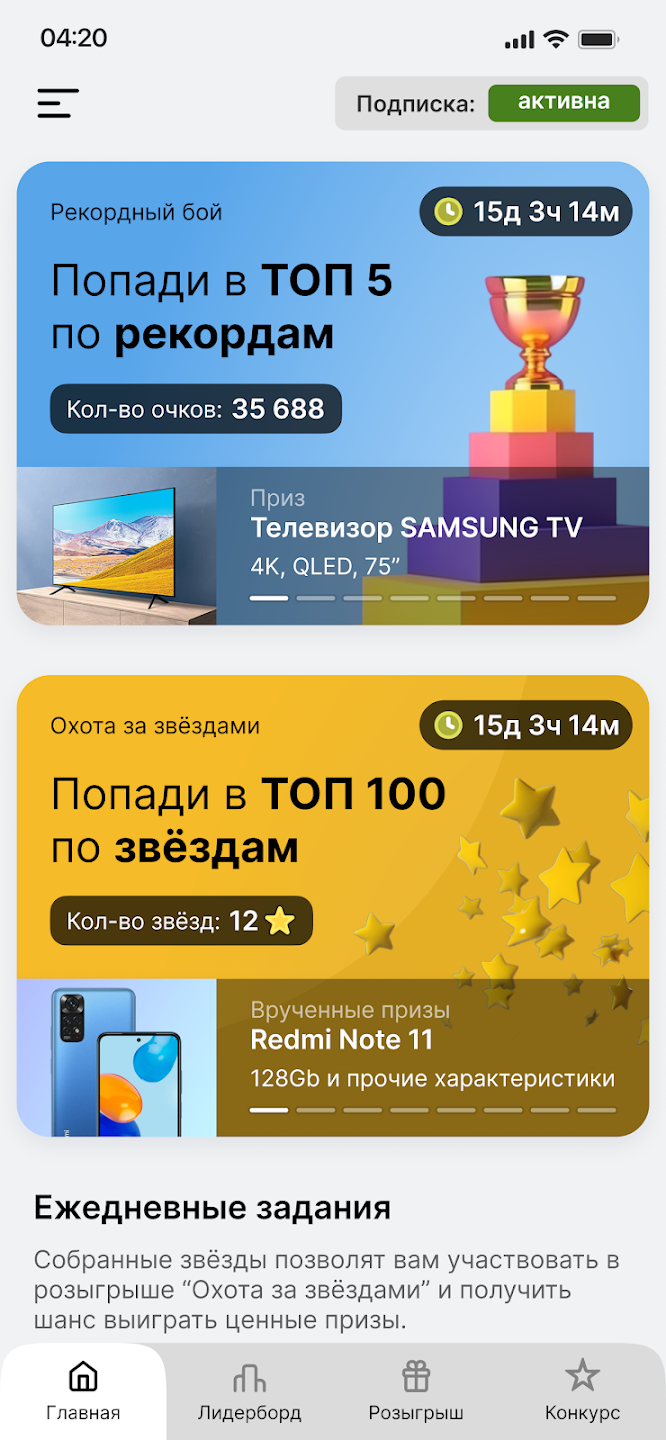 04:20
Подписка: активна
Рекордный бой
15д 3ч 14м
Попади в ТОП 5
по рекордам
Кол-во очков: 35 688
Приз
Телевизор SAMSUNG TV
4K, QLED, 75”
Охота за звёздами
15д 3ч 14м
Попади в ТОП 100
по звёздам
Кол-во звёзд: 12
Врученные призы
Redmi Note 11
128Gb и прочие характеристики
Ежедневные задания
Собранные звёзды позволят вам участвовать в
розыгрыше “Охота за звёздами” и получить
шанс выиграть ценные призы.
Главная
Лидерборд
Розыгрыш
Конкурс